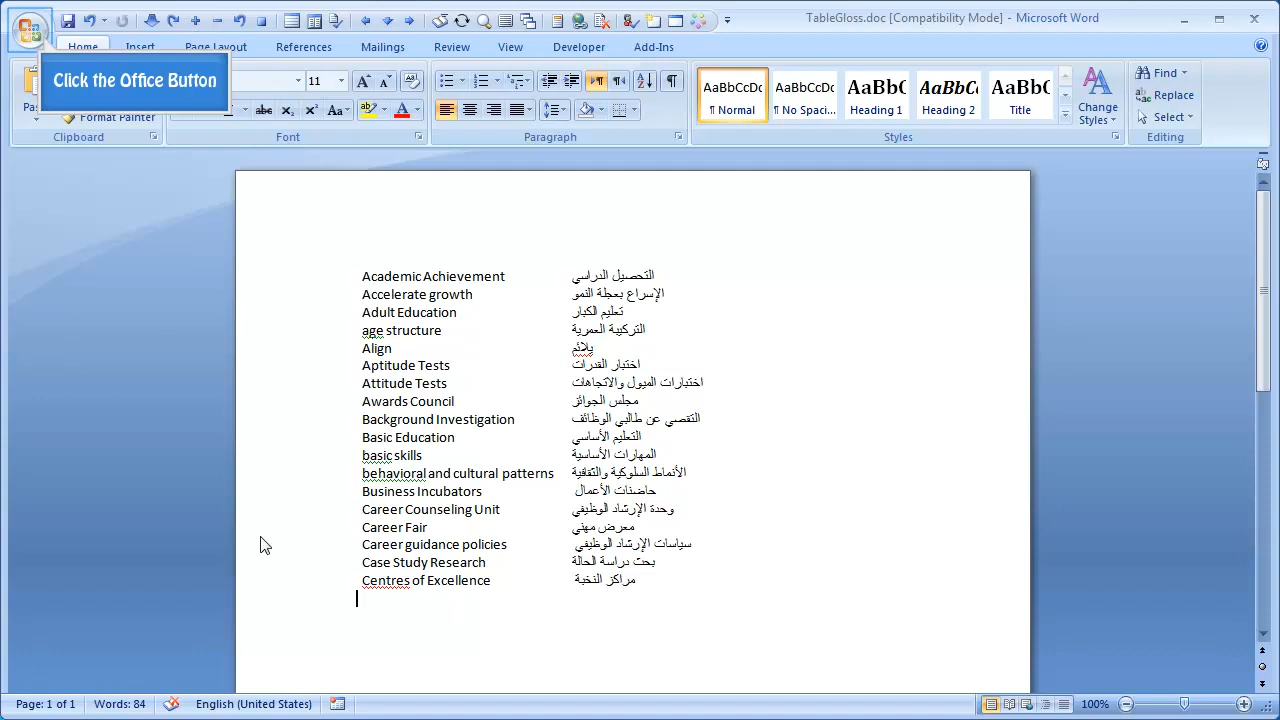 TableGloss.doc [Compatibility Mode] - Microsoft Word
Home Insert Page Layout References Mailings Review View Developer Add-Ins
Click the Office Button
11
Format Painter
Clipboard Font Paragraph Styles Editing
AaBbCcDc AaBbCcDc AaBbC AaBbCc AaBbC
¶ Normal ¶ No Spaci... Heading 1 Heading 2 Title
Change Styles
Find
Replace
Select
Academic Achievement التحصيل الدراسي
Accelerate growth الإسراع بعجلة النمو
Adult Education تعليم الكبار
age structure التركيبة العمرية
Align يلائم
Aptitude Tests اختبار القدرات
Attitude Tests اختبارات الميول والاتجاهات
Awards Council مجلس الجوائز
Background Investigation التقصي عن طالبي الوظائف
Basic Education التعليم الأساسي
basic skills المهارات الأساسية
behavioral and cultural patterns الأنماط السلوكية والثقافية
Business Incubators حاضنات الأعمال
Career Counseling Unit وحدة الإرشاد الوظيفي
Career Fair معرض مهني
Career guidance policies سياسات الإرشاد الوظيفي
Case Study Research بحث دراسة الحالة
Centres of Excellence مراكز النخبة
Page: 1 of 1 Words: 84 English (United States) 100%